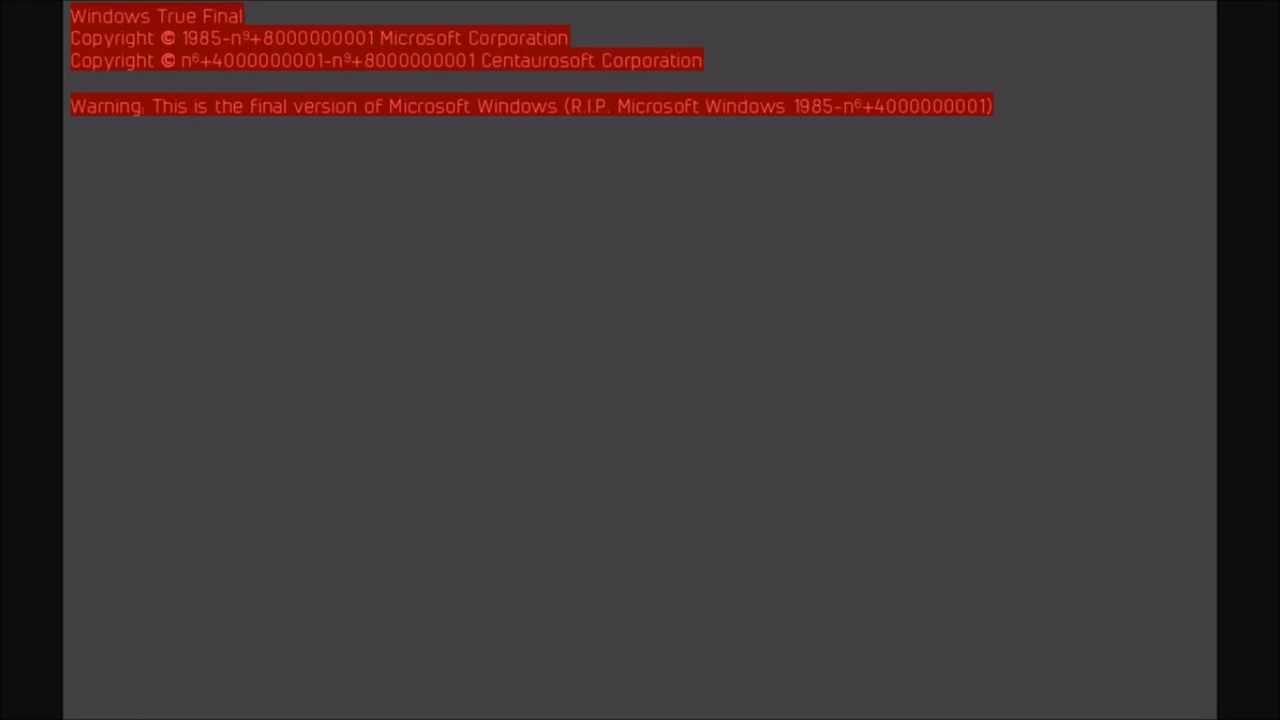 Windows True Final
Copyright © 1985-n⁹+8000000001 Microsoft Corporation
Copyright © n⁶+4000000001-n⁹+8000000001 Centaurosoft Corporation
Warning: This is the final version of Microsoft Windows (R.I.P. Microsoft Windows 1985-n⁶+4000000001)